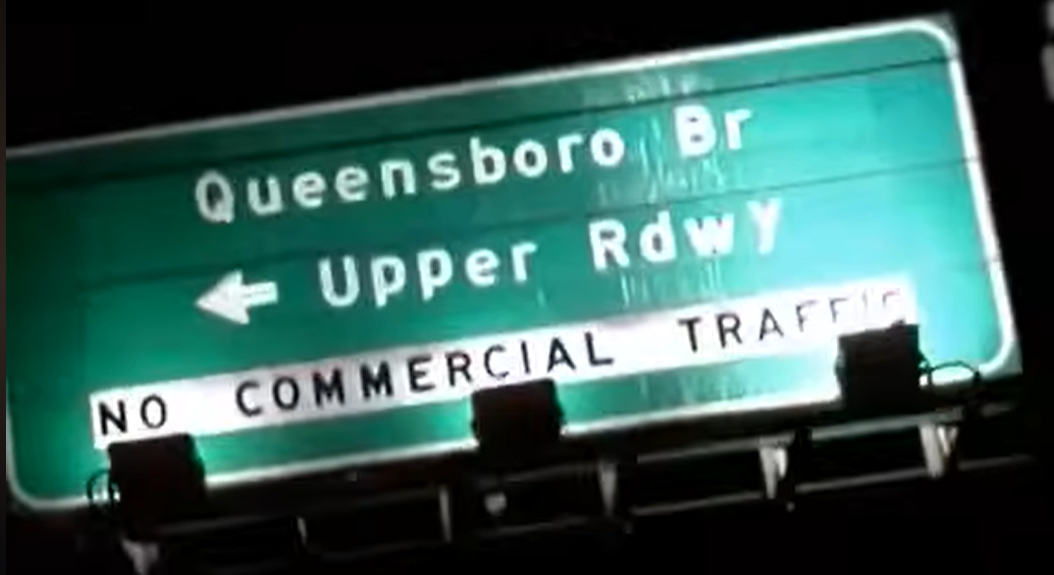 Queensboro Br
← Upper Rdwy
NO COMMERCIAL TRAFFIC